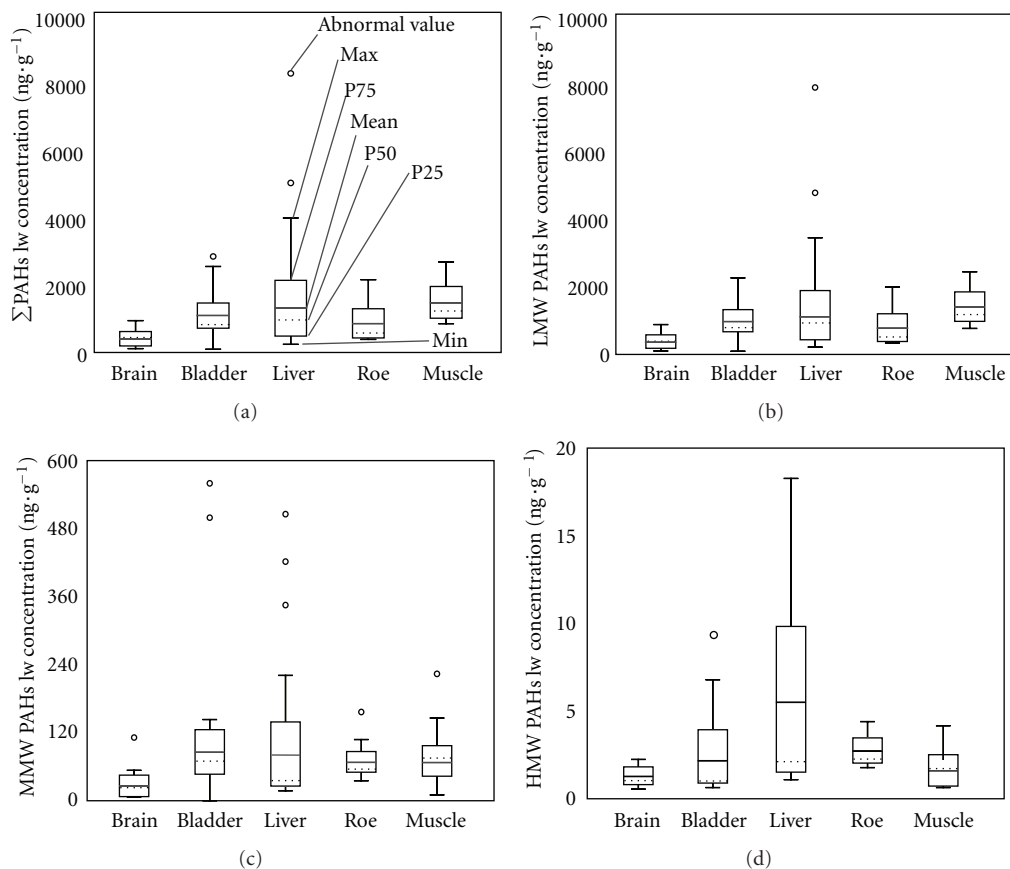 ∑PAHs lw concentration (ng·g⁻¹)
10000
8000
6000
4000
2000
0
Abnormal value
Max
P75
Mean
P50
P25
Min
Brain Bladder Liver Roe Muscle
(a)
LMW PAHs lw concentration (ng·g⁻¹)
10000
8000
6000
4000
2000
0
Brain Bladder Liver Roe Muscle
(b)
MMW PAHs lw concentration (ng·g⁻¹)
600
480
360
240
120
0
Brain Bladder Liver Roe Muscle
(c)
HMW PAHs lw concentration (ng·g⁻¹)
20
15
10
5
0
Brain Bladder Liver Roe Muscle
(d)